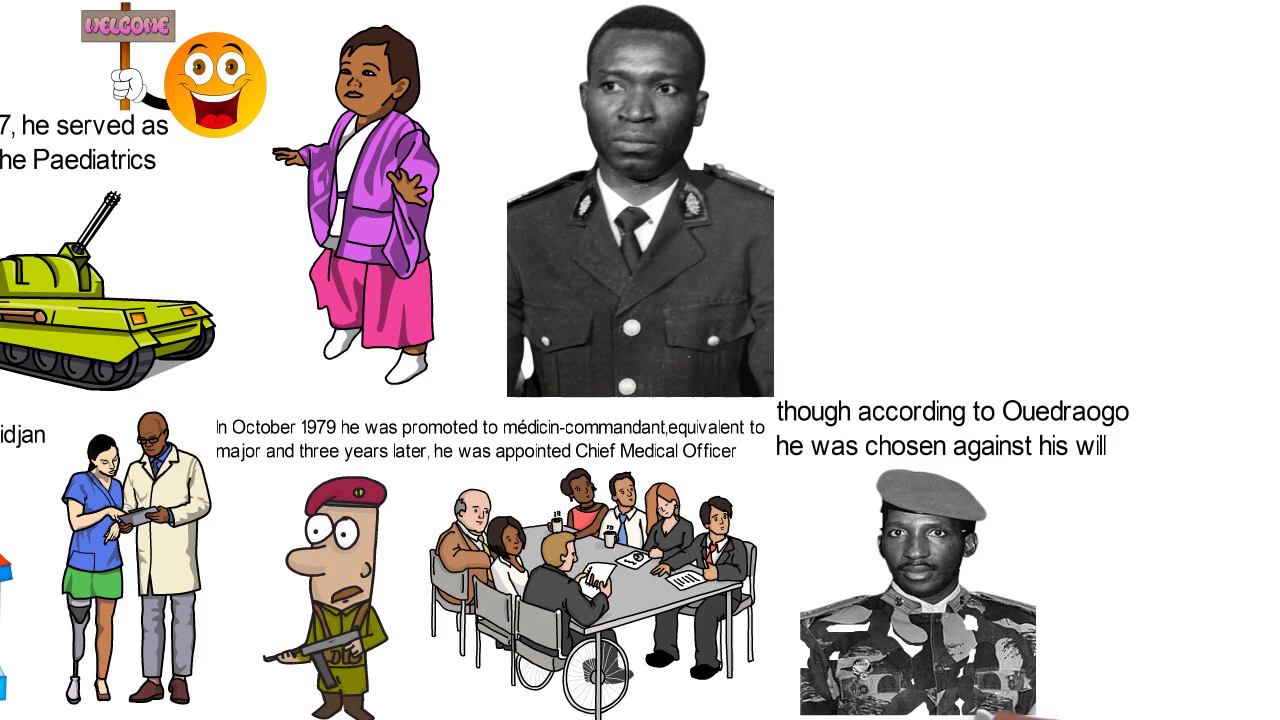 WELCOME
7, he served as
he Paediatrics
idjan
In October 1979 he was promoted to médicin-commandant,equivalent to
major and three years later, he was appointed Chief Medical Officer
though according to Ouedraogo
he was chosen against his will